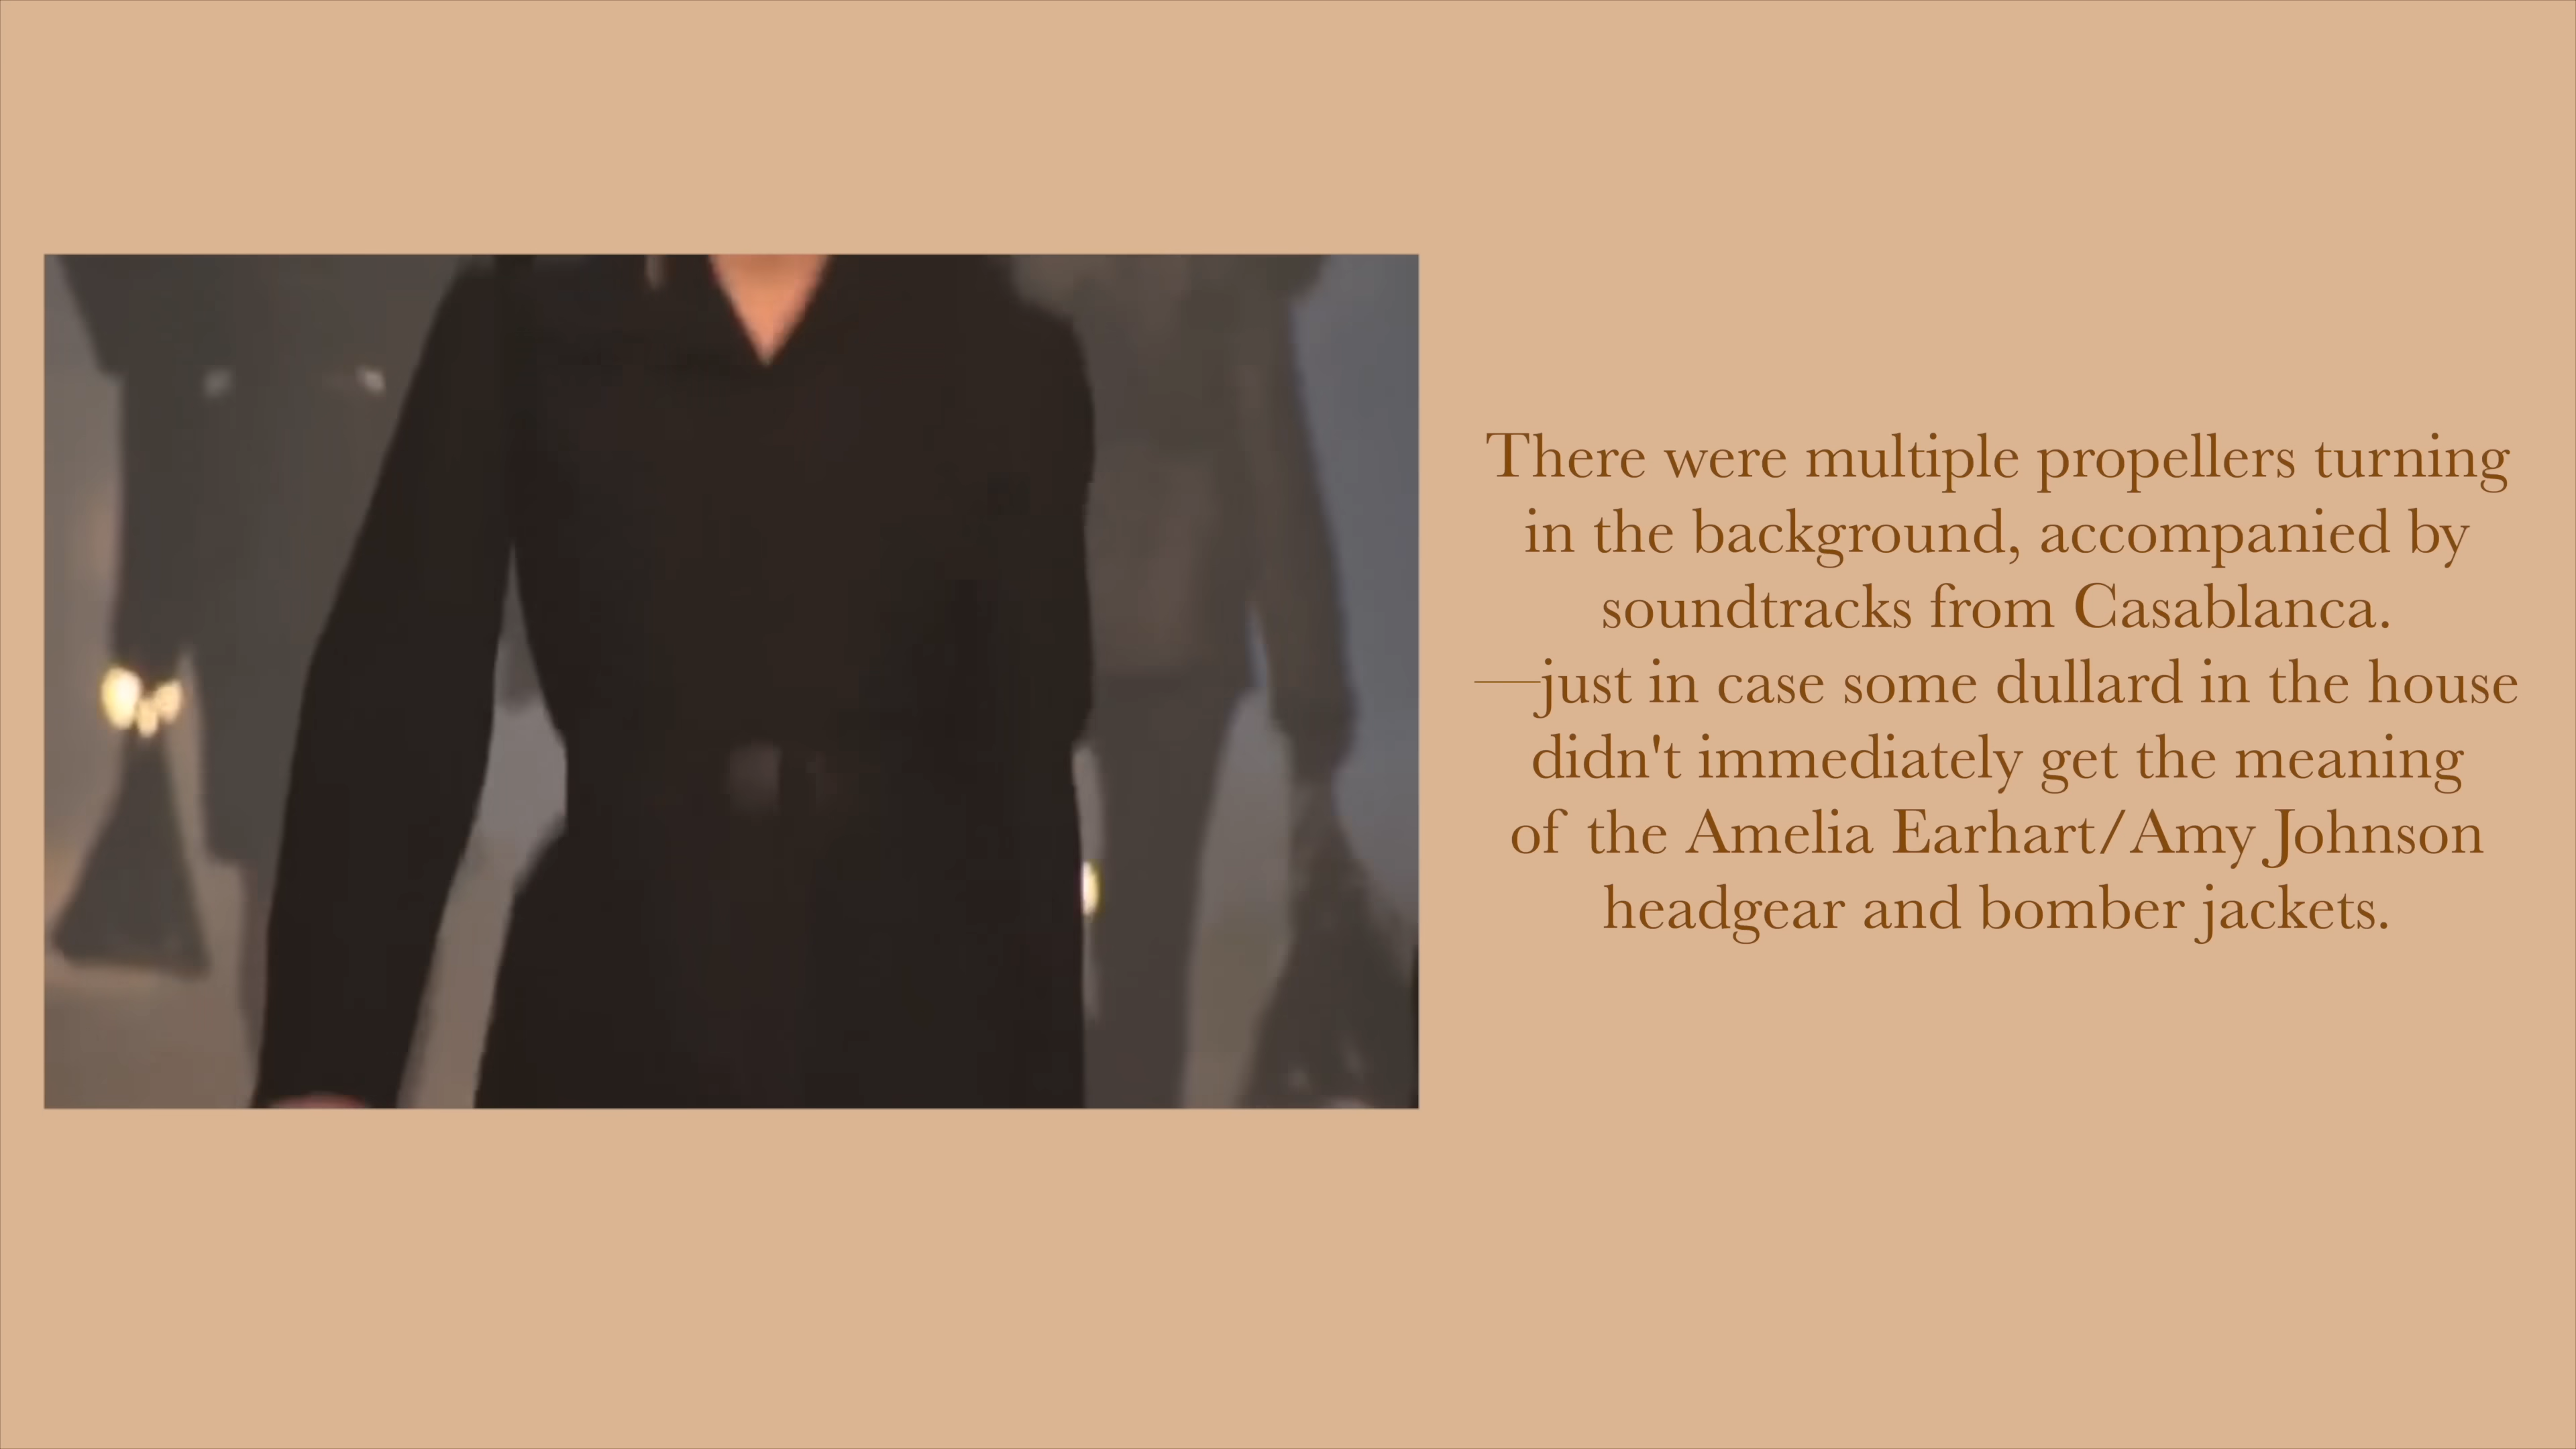 There were multiple propellers turning
in the background, accompanied by
soundtracks from Casablanca.
—just in case some dullard in the house
didn't immediately get the meaning
of the Amelia Earhart/Amy Johnson
headgear and bomber jackets.